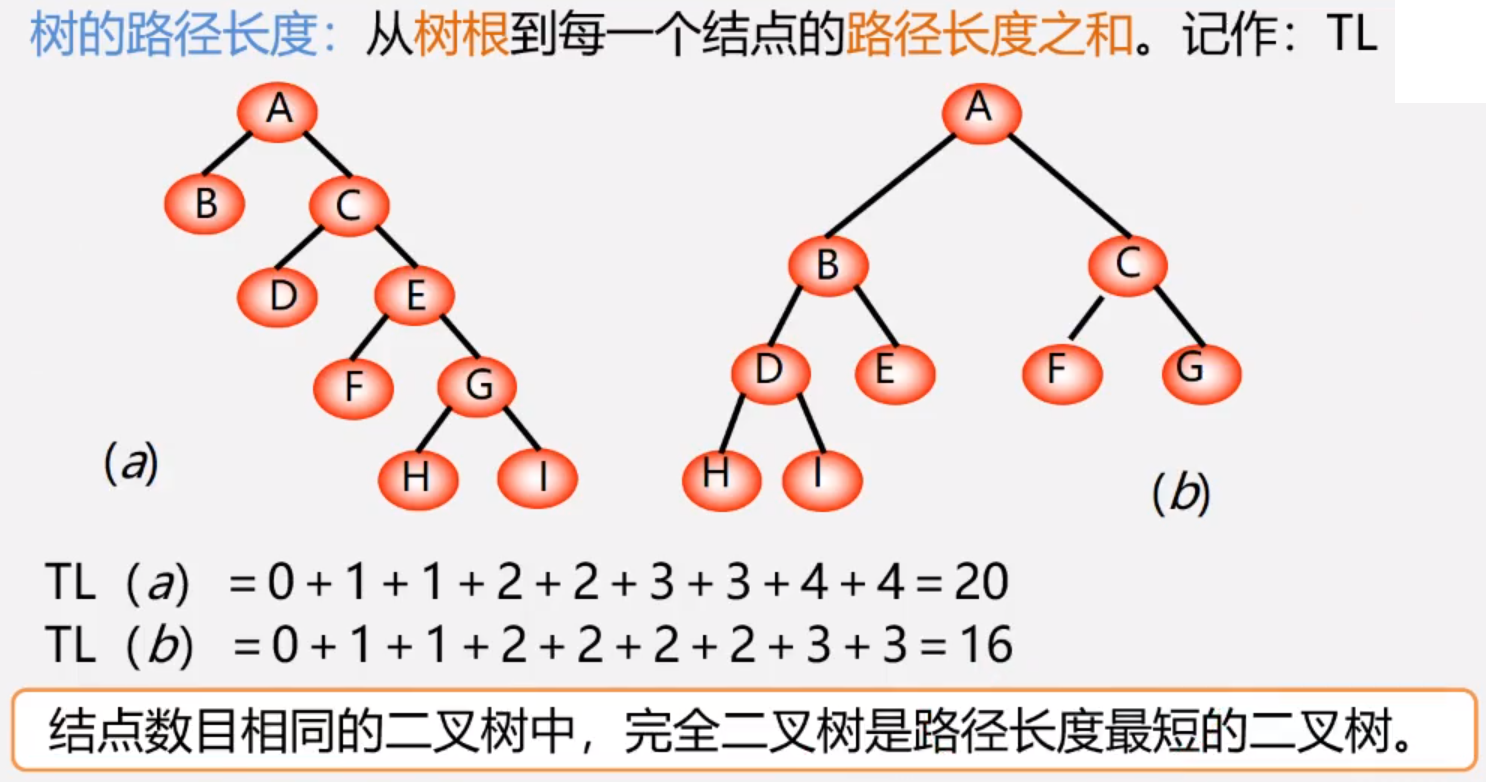 树的路径长度：从树根到每一个结点的路径长度之和。记作：TL
A
B C
D E
F G
H I
(a)
A
B C
D E F G
H I
(b)
TL（a）=0+1+1+2+2+3+3+4+4=20
TL（b）=0+1+1+2+2+2+2+3+3=16
结点数目相同的二叉树中，完全二叉树是路径长度最短的二叉树。